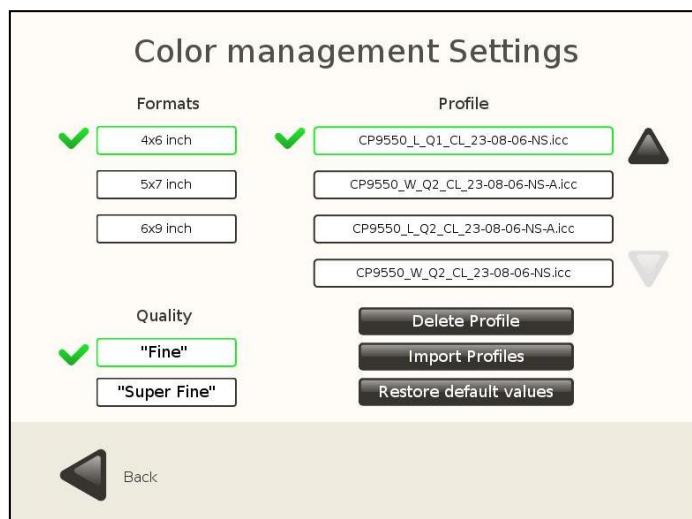 Color management Settings
Formats
Profile
4x6 inch
CP9550_L_Q1_CL_23-08-06-NS.icc
5x7 inch
CP9550_W_Q2_CL_23-08-06-NS-A.icc
6x9 inch
CP9550_L_Q2_CL_23-08-06-NS-A.icc
CP9550_W_Q2_CL_23-08-06-NS.icc
Quality
Delete Profile
"Fine"
Import Profiles
"Super Fine"
Restore default values
Back